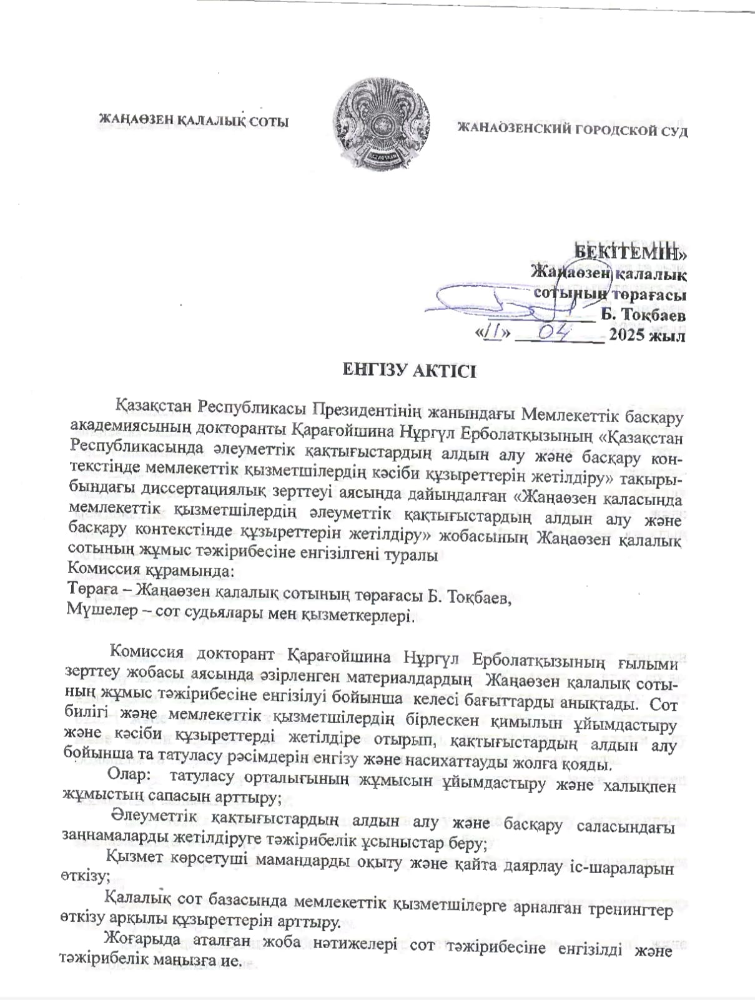 ЖАҢАӨЗЕН ҚАЛАЛЫҚ СОТЫ
ЖАНАОЗЕНСКИЙ ГОРОДСКОЙ СУД
БЕКІТЕМІН»
Жаңаөзен қалалық
сотының төрағасы
Б. Тоқбаев
«11» 04 2025 жыл
ЕНГІЗУ АКТІСІ
Қазақстан Республикасы Президентінің жанындағы Мемлекеттік басқару
академиясының докторанты Қарағойшина Нұргүл Ерболатқызының «Қазақстан
Республикасында әлеуметтік қақтығыстардың алдын алу және басқару кон-
текстінде мемлекеттік қызметшілердің кәсіби құзыреттерін жетілдіру» тақыры-
бындағы диссертациялық зерттеуі аясында дайындалған «Жаңаөзен қаласында
мемлекеттік қызметшілердің әлеуметтік қақтығыстардың алдын алу және
басқару контекстінде құзыреттерін жетілдіру» жобасының Жаңаөзен қалалық
сотының жұмыс тәжірибесіне енгізілгені туралы
Комиссия құрамында:
Төраға – Жаңаөзен қалалық сотының төрағасы Б. Тоқбаев,
Мүшелер – сот судьялары мен қызметкерлері.
Комиссия докторант Қарағойшина Нұргүл Ерболатқызының ғылыми
зерттеу жобасы аясында әзірленген материалдардың Жаңаөзен қалалық соты-
ның жұмыс тәжірибесіне енгізілуі бойынша келесі бағыттарды анықтады. Сот
билігі және мемлекеттік қызметшілердің бірлескен қимылын ұйымдастыру
және кәсіби құзыреттерді жетілдіре отырып, қақтығыстардың алдын алу
бойынша та татуласу рәсімдерін енгізу және насихаттауды жолға қояды.
Олар: татуласу орталығының жұмысын ұйымдастыру және халықпен
жұмыстың сапасын арттыру;
Әлеуметтік қақтығыстардың алдын алу және басқару саласындағы
заңнамаларды жетілдіруге тәжірибелік ұсыныстар беру;
Қызмет көрсетуші мамандарды оқыту және қайта даярлау іс-шараларын
өткізу;
Қалалық сот базасында мемлекеттік қызметшілерге арналған тренингтер
өткізу арқылы құзыреттерін арттыру.
Жоғарыда аталған жоба нәтижелері сот тәжірибесіне енгізілді және
тәжірибелік маңызға ие.